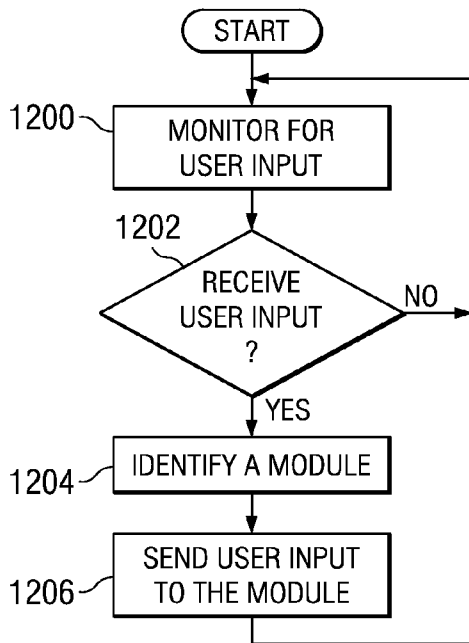 START
1200
MONITOR FOR
USER INPUT
1202
RECEIVE
USER INPUT
?
NO
YES
1204
IDENTIFY A MODULE
1206
SEND USER INPUT
TO THE MODULE